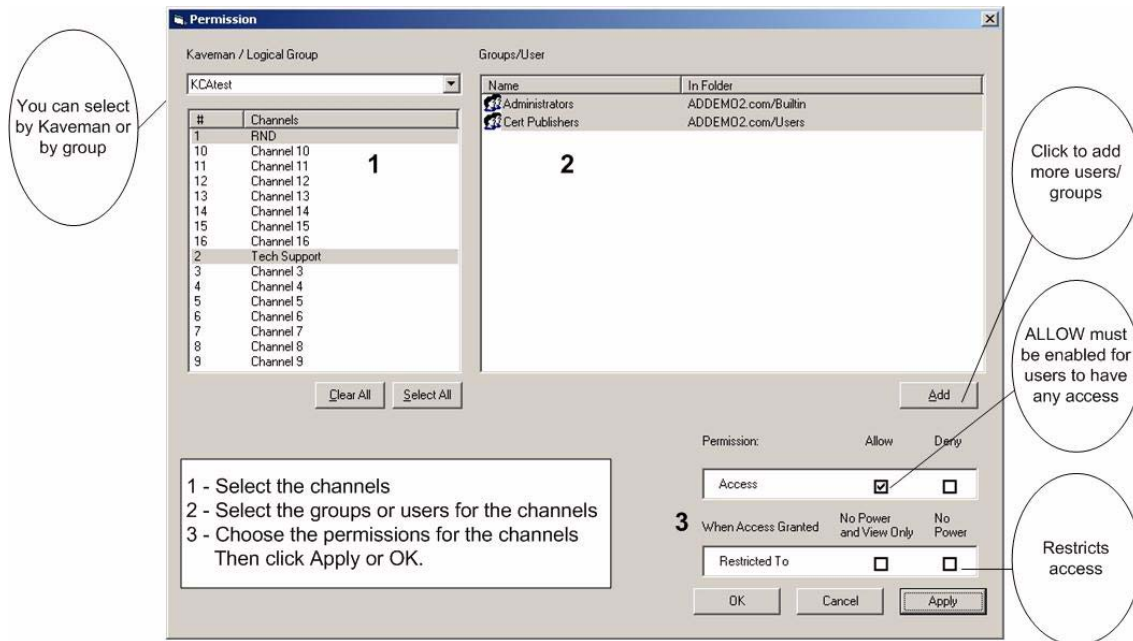 Permission
Kaveman / Logical Group
Groups/User
KCAtest
Name In Folder
Administrators ADDEMO2.com/Builtin
Cert Publishers ADDEMO2.com/Users
# Channels
1 RND
10 Channel 10
11 Channel 11
12 Channel 12
13 Channel 13
14 Channel 14
15 Channel 15
16 Channel 16
2 Tech Support
3 Channel 3
4 Channel 4
5 Channel 5
6 Channel 6
7 Channel 7
8 Channel 8
9 Channel 9
1
2
You can select
by Kaveman or
by group
Click to add
more users/
groups
Clear All
Select All
Add
ALLOW must
be enabled for
users to have
any access
Permission: Allow Deny
Access
1 - Select the channels
2 - Select the groups or users for the channels
3 - Choose the permissions for the channels
Then click Apply or OK.
3
When Access Granted
No Power
and View Only
No
Power
Restricted To
Restricts
access
OK
Cancel
Apply